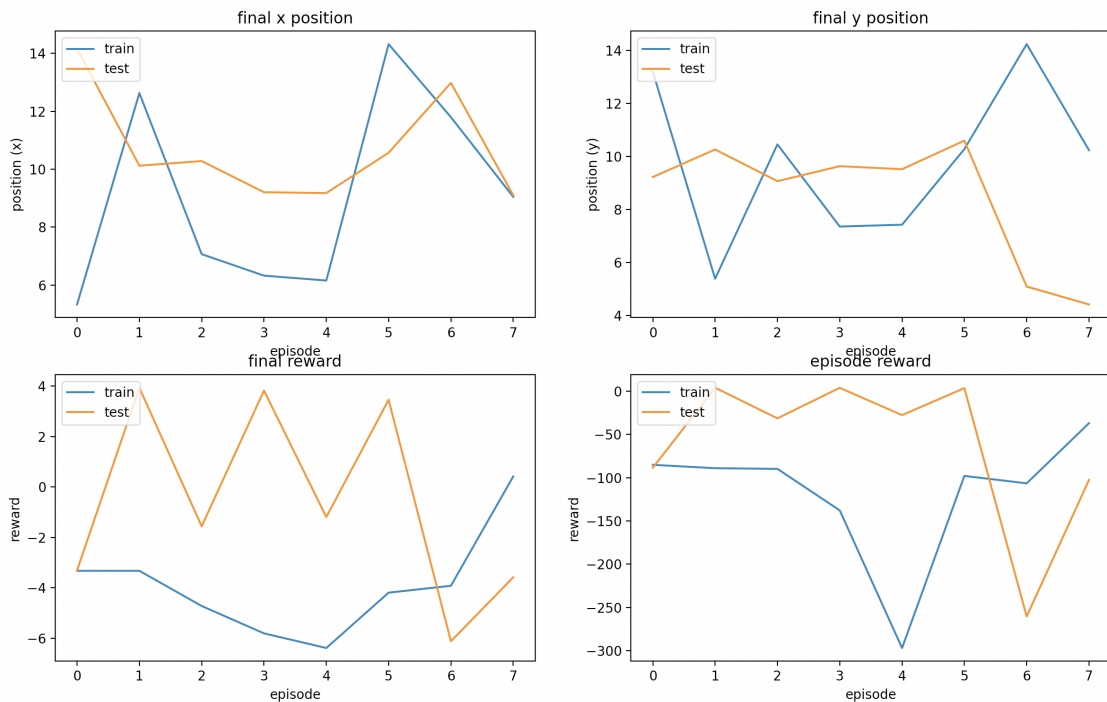 final x position
train
test
position (x)
14
12
10
8
6
0 1 2 3 4 5 6 7
episode
final y position
train
test
position (y)
14
12
10
8
6
4
0 1 2 3 4 5 6 7
episode
final reward
train
test
reward
4
2
0
−2
−4
−6
0 1 2 3 4 5 6 7
episode
episode reward
train
test
reward
0
−50
−100
−150
−200
−250
−300
0 1 2 3 4 5 6 7
episode